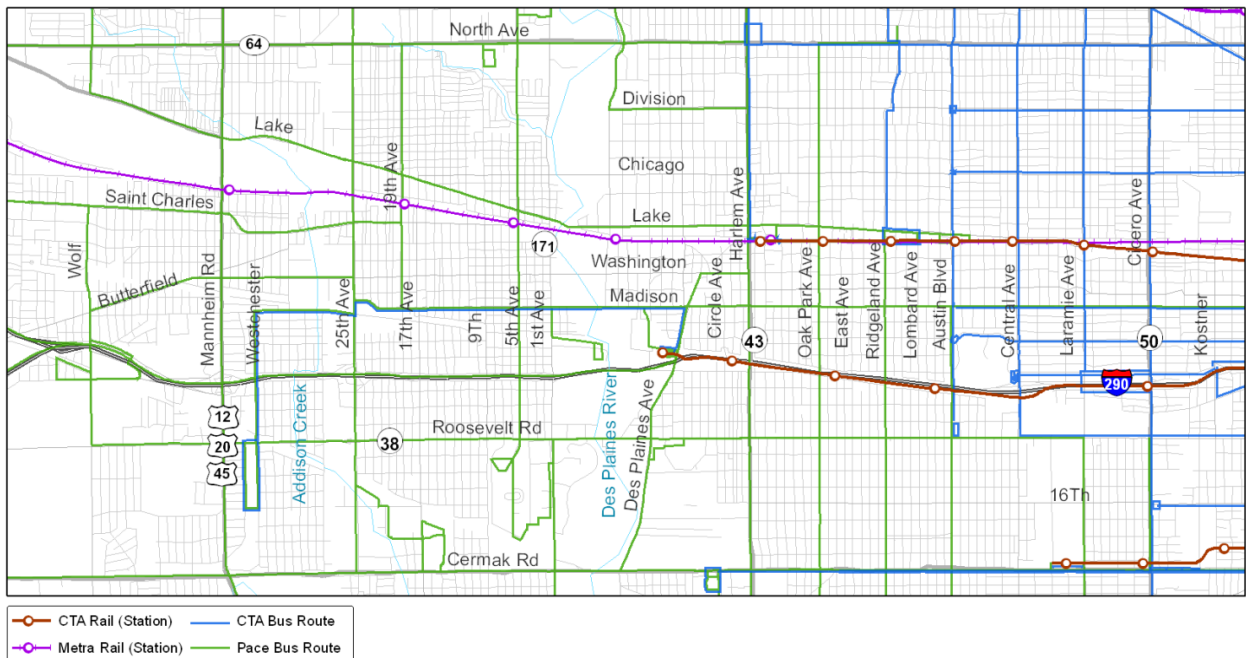 North Ave
64
Division
Lake
Chicago
19th Ave
Saint Charles
Lake
Harlem Ave
Cicero Ave
171
Wolf
Washington
Butterfield
Mannheim Rd
Westchester
25th Ave
17th Ave
9Th
5th Ave
1st Ave
Madison
Circle Ave
43
Oak Park Ave
East Ave
Ridgeland Ave
Lombard Ave
Austin Blvd
Central Ave
Laramie Ave
50
Kostner
290
12
20
45
Addison Creek
38
Roosevelt Rd
Des Plaines River
Des Plaines Ave
16Th
Cermak Rd
CTA Rail (Station)
CTA Bus Route
Metra Rail (Station)
Pace Bus Route